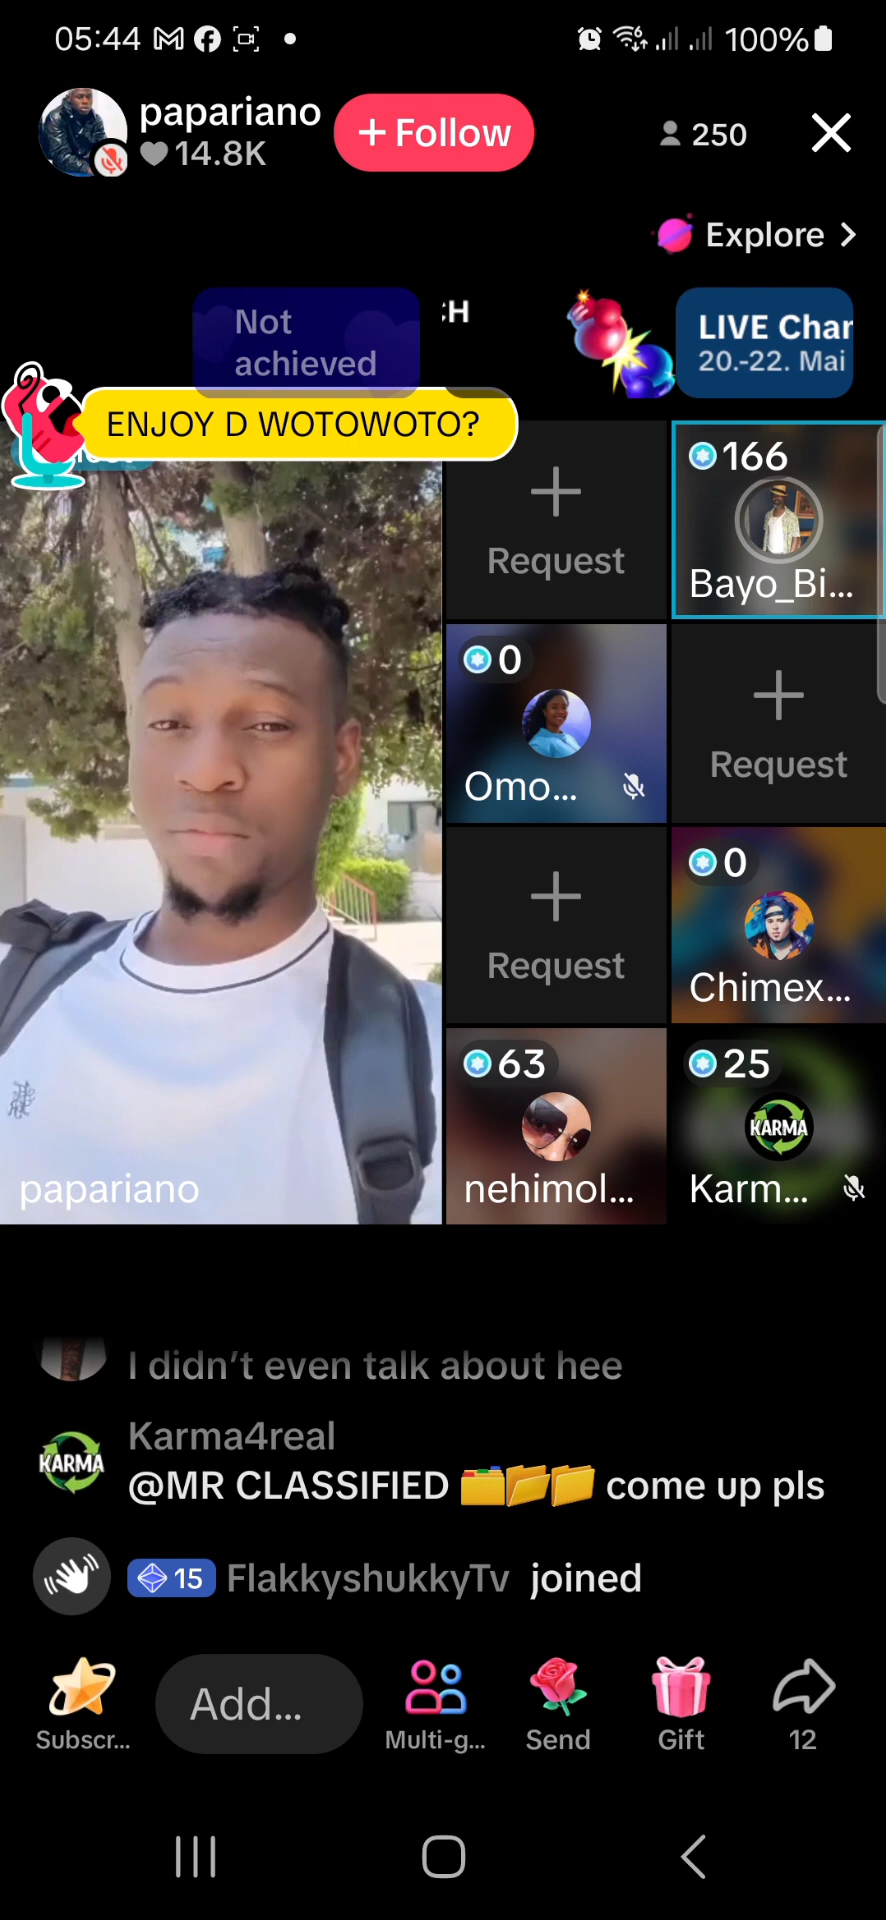 05:44
100%
papariano
+ Follow
250
14.8K
Explore
Not
achieved
LIVE Char
20.-22. Mai
ENJOY D WOTOWOTO?
166
Request
Bayo_Bi...
0
Omo...
Request
0
Request
Chimex...
63
25
KARMA
papariano
nehimol...
Karm...
I didn't even talk about hee
Karma4real
KARMA
@MR CLASSIFIED 🗂️📂📂 come up pls
15 FlakkyshukkyTv joined
Add...
Subscr...
Multi-g...
Send
Gift
12